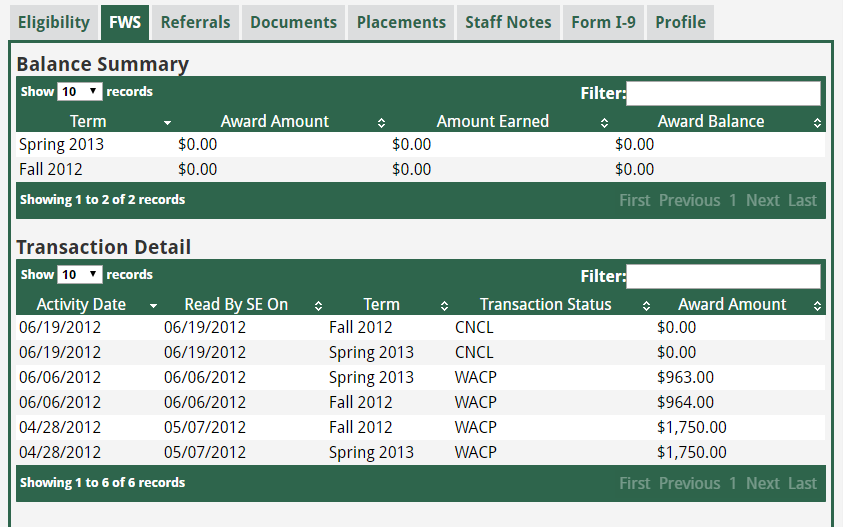 Eligibility FWS Referrals Documents Placements Staff Notes Form I-9 Profile
Balance Summary
Show 10 records Filter:
Term Award Amount Amount Earned Award Balance
Spring 2013 $0.00 $0.00 $0.00
Fall 2012 $0.00 $0.00 $0.00
Showing 1 to 2 of 2 records First Previous 1 Next Last
Transaction Detail
Show 10 records Filter:
Activity Date Read By SE On Term Transaction Status Award Amount
06/19/2012 06/19/2012 Fall 2012 CNCL $0.00
06/19/2012 06/19/2012 Spring 2013 CNCL $0.00
06/06/2012 06/06/2012 Spring 2013 WACP $963.00
06/06/2012 06/06/2012 Fall 2012 WACP $964.00
04/28/2012 05/07/2012 Fall 2012 WACP $1,750.00
04/28/2012 05/07/2012 Spring 2013 WACP $1,750.00
Showing 1 to 6 of 6 records First Previous 1 Next Last